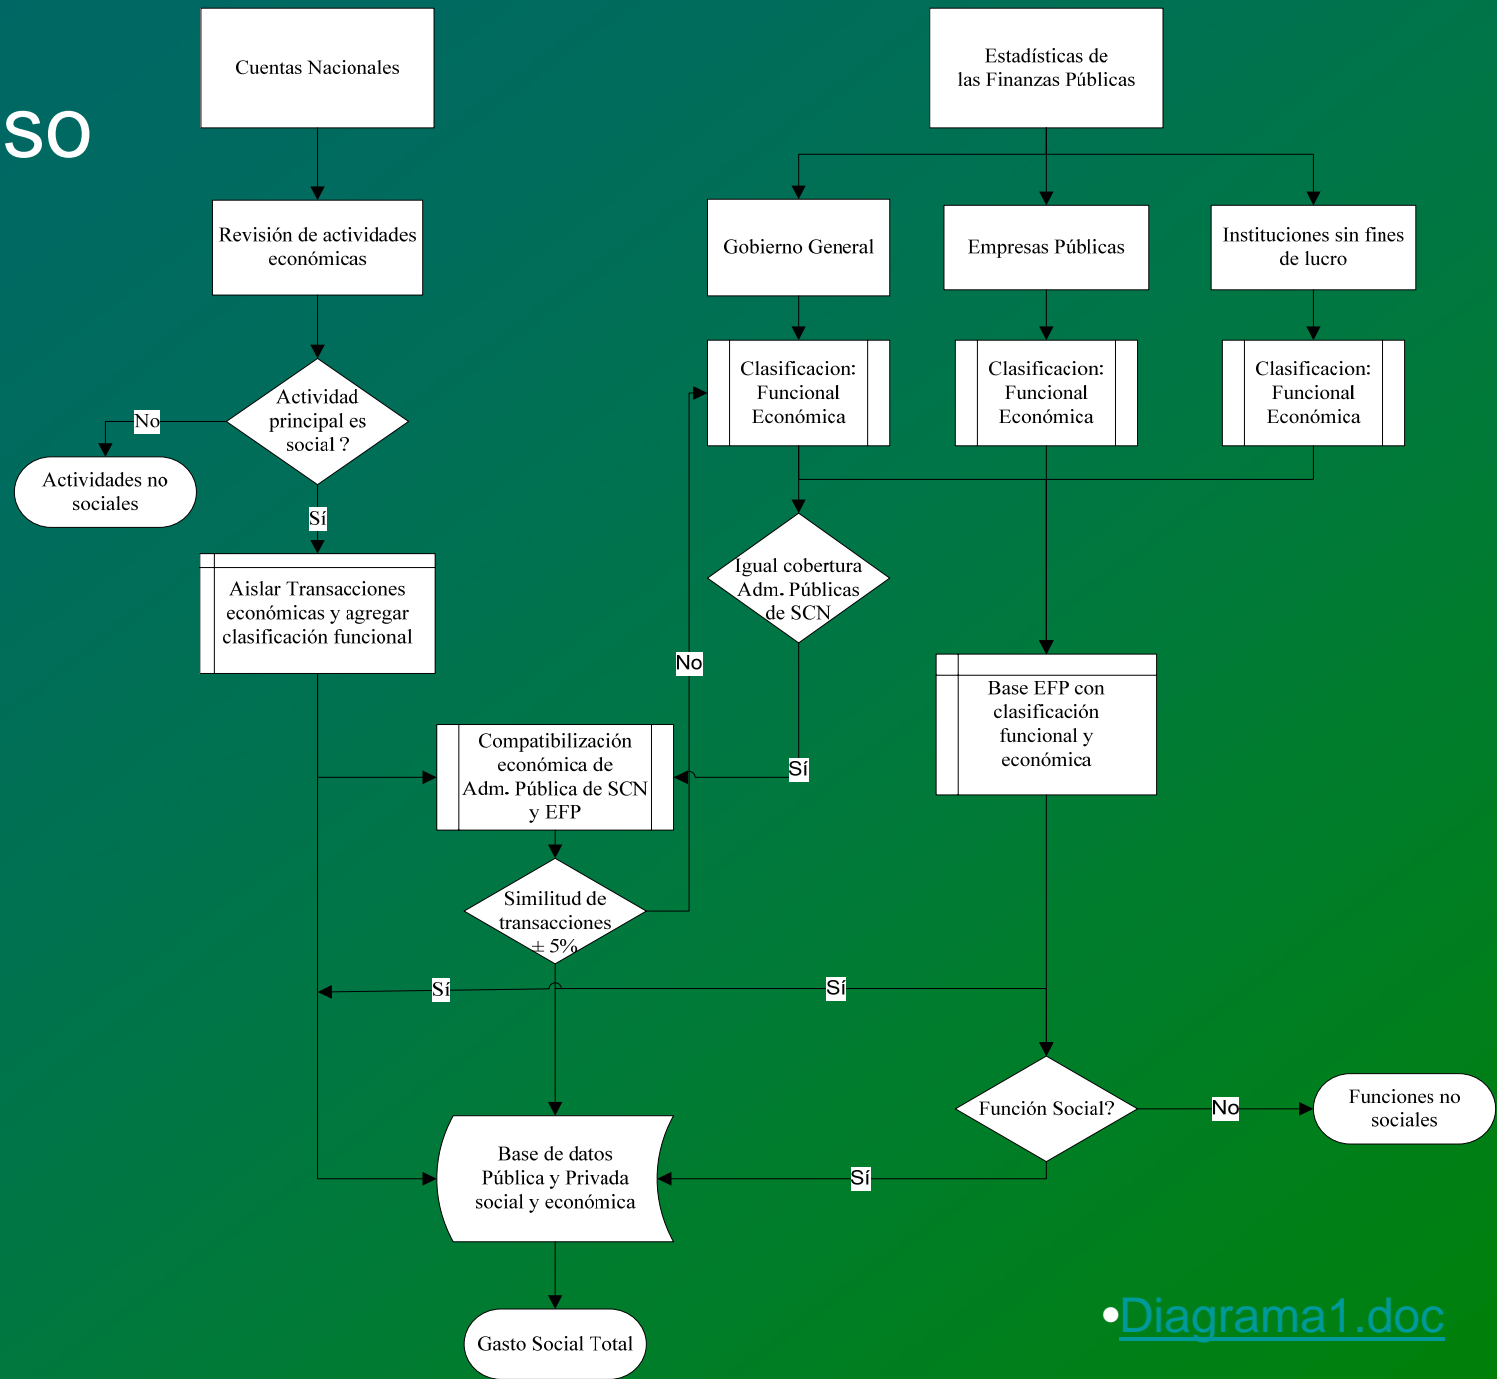 so
Cuentas Nacionales
Estadísticas de
las Finanzas Públicas
Revisión de actividades
económicas
Gobierno General
Empresas Públicas
Instituciones sin fines
de lucro
Actividad
principal es
social ?
No
Actividades no
sociales
Sí
Clasificacion:
Funcional
Económica
Clasificacion:
Funcional
Económica
Clasificacion:
Funcional
Económica
Aislar Transacciones
económicas y agregar
clasificación funcional
Igual cobertura
Adm. Públicas
de SCN
No
Sí
Base EFP con
clasificación
funcional y
económica
Compatibilización
económica de
Adm. Pública de SCN
y EFP
Similitud de
transacciones
± 5%
Sí
Sí
Función Social?
No
Funciones no
sociales
Sí
Base de datos
Pública y Privada
social y económica
Gasto Social Total
•Diagrama1.doc